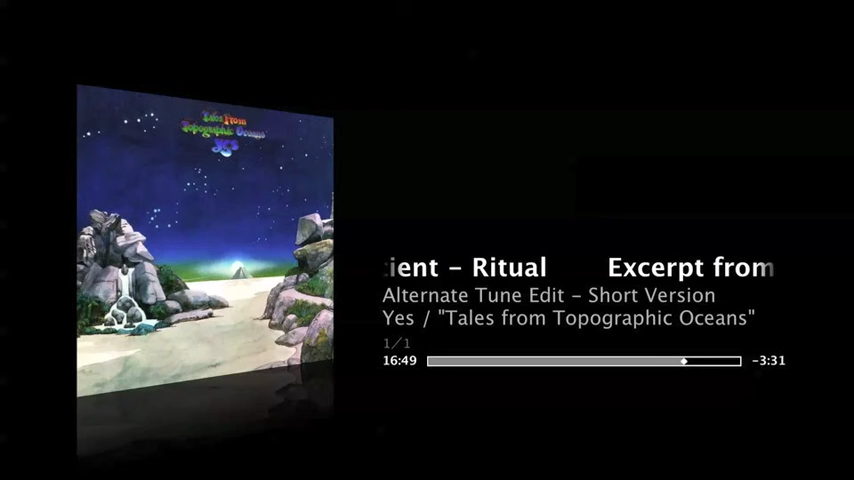 Tales From
Topographic Oceans
Yes
ient – Ritual Excerpt from
Alternate Tune Edit – Short Version
Yes / "Tales from Topographic Oceans"
1/1
16:49 -3:31